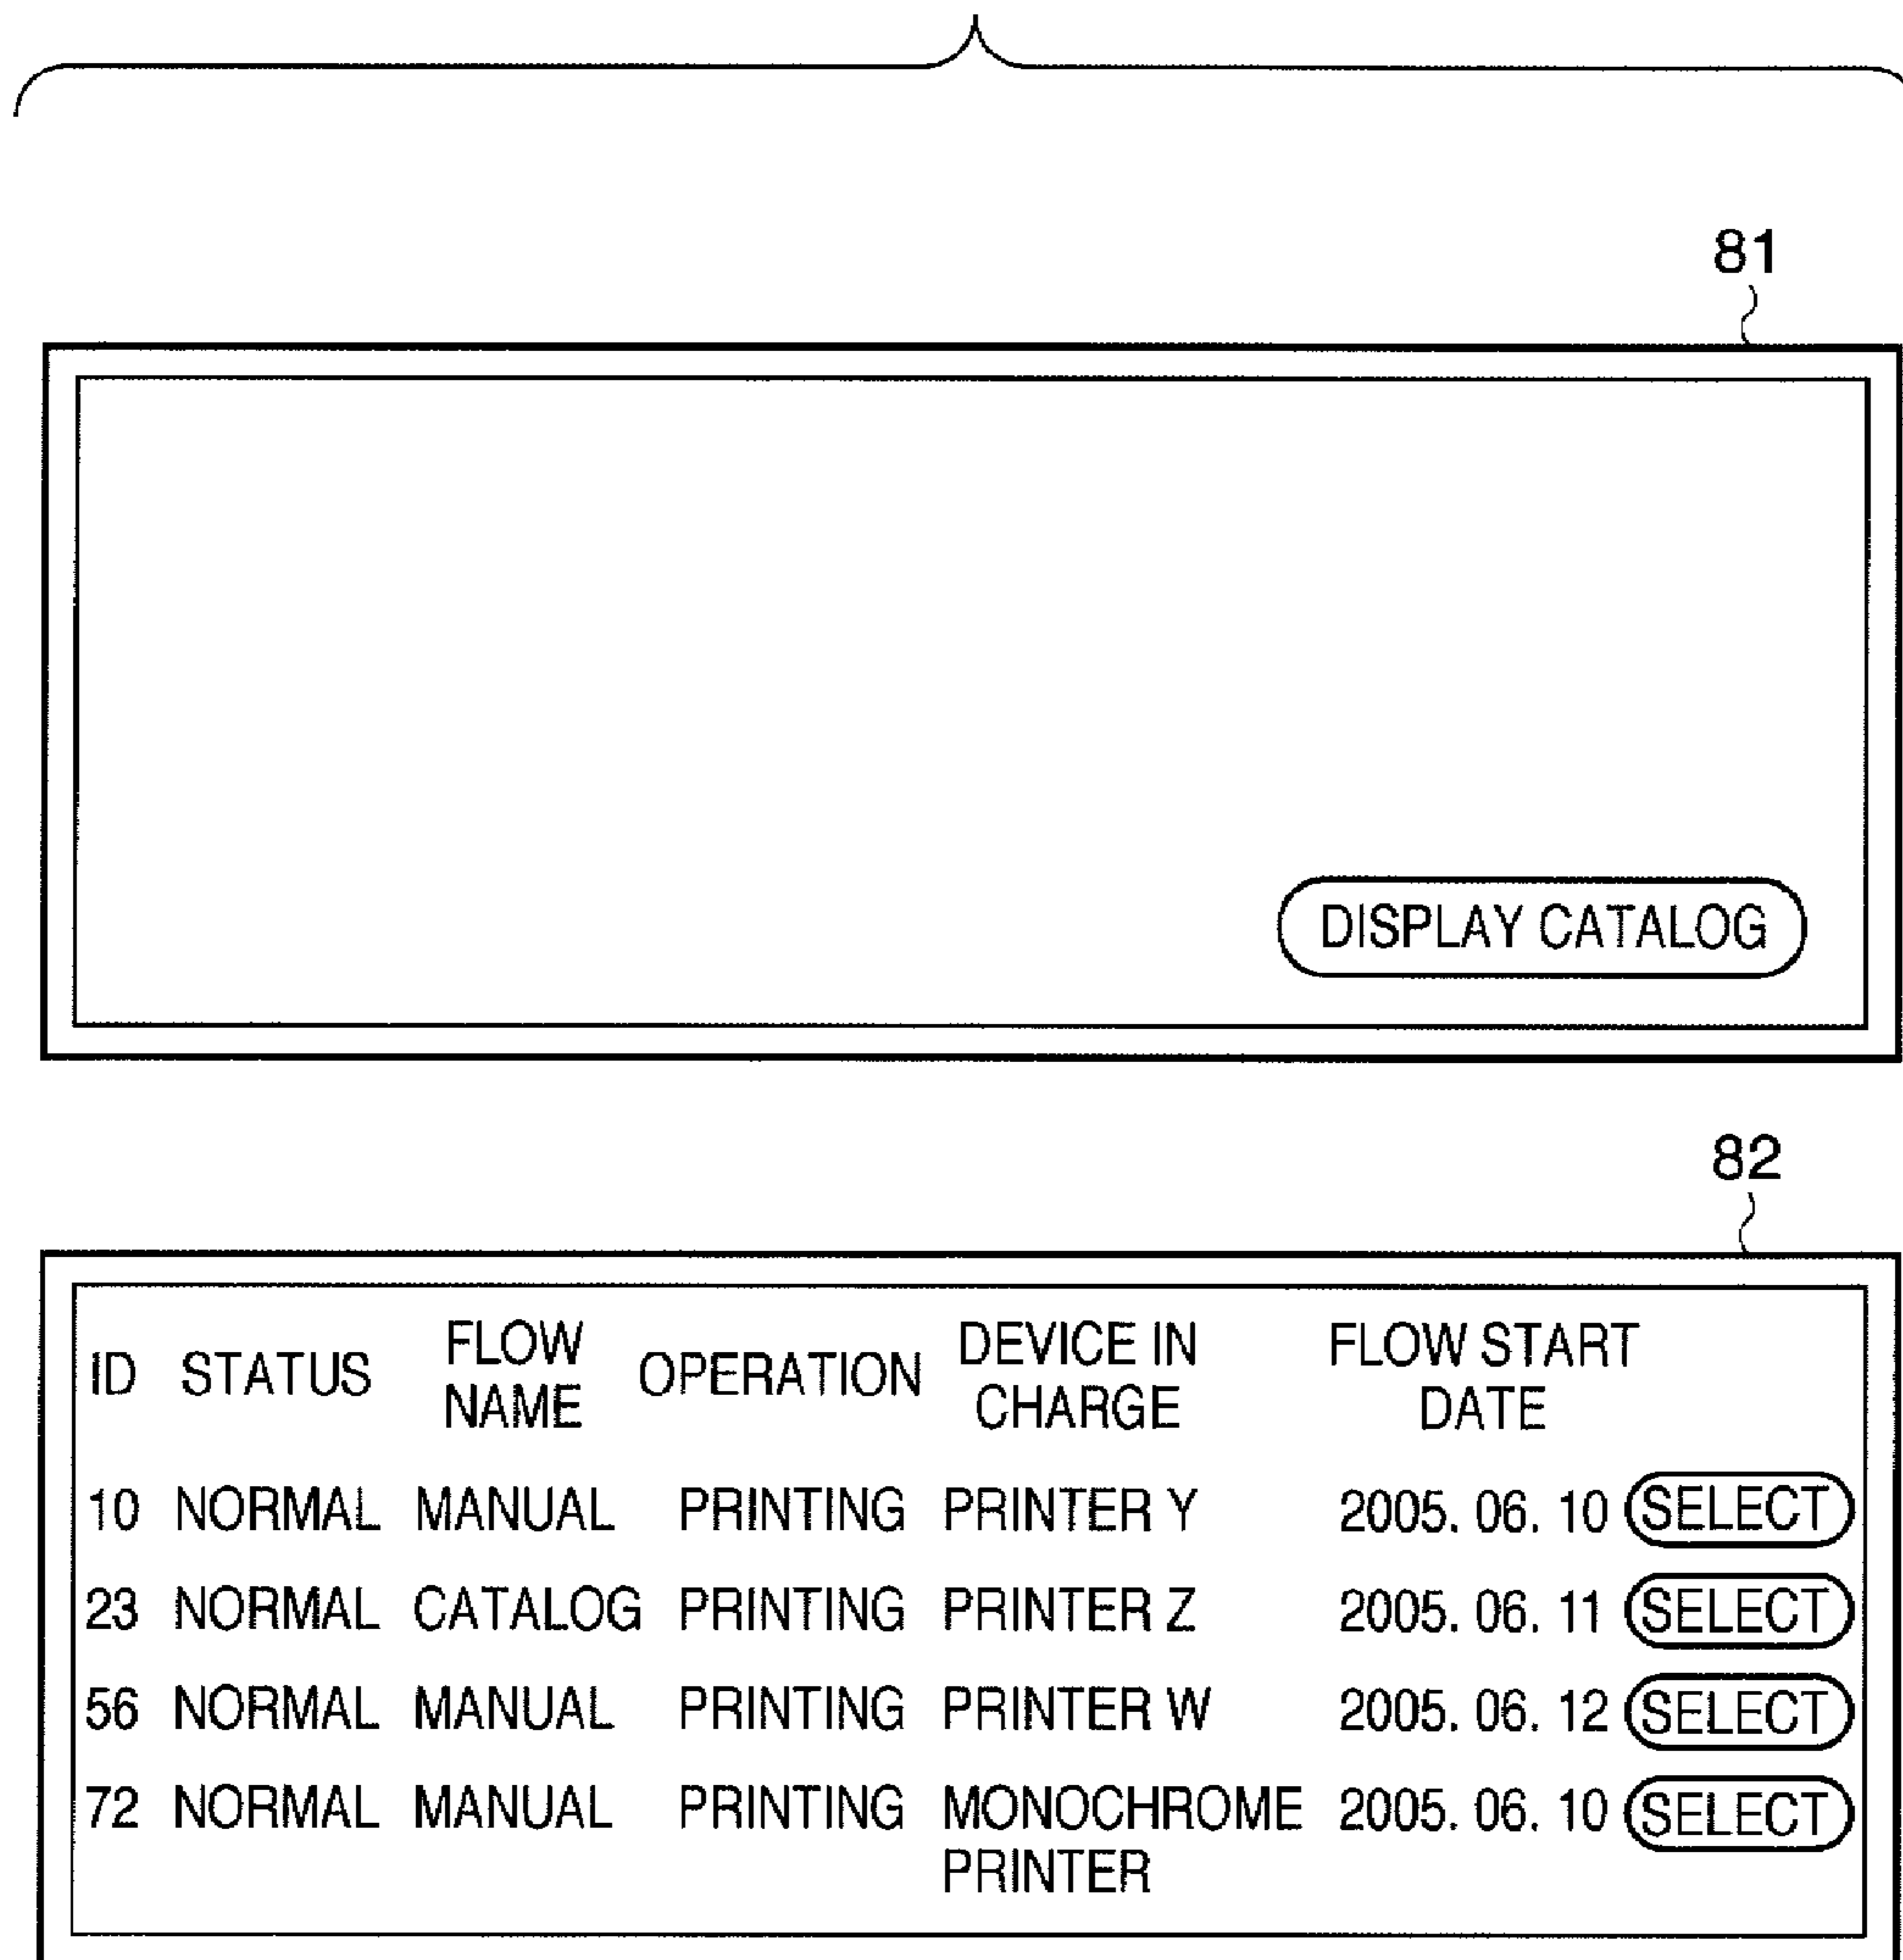 81
DISPLAY CATALOG
82
ID STATUS FLOW NAME OPERATION DEVICE IN CHARGE FLOW START DATE
10 NORMAL MANUAL PRINTING PRINTER Y 2005. 06. 10 SELECT
23 NORMAL CATALOG PRINTING PRINTER Z 2005. 06. 11 SELECT
56 NORMAL MANUAL PRINTING PRINTER W 2005. 06. 12 SELECT
72 NORMAL MANUAL PRINTING MONOCHROME PRINTER 2005. 06. 10 SELECT